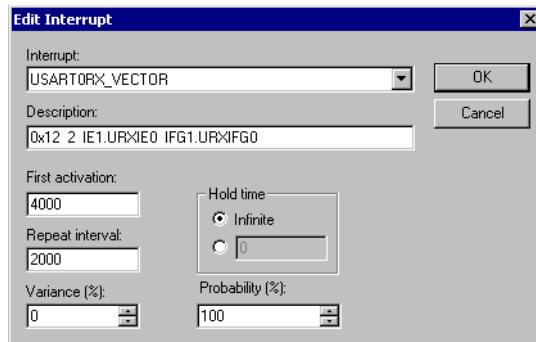 Edit Interrupt
Interrupt:
USART0RX_VECTOR
OK
Description:
Cancel
0x12 2 IE1.URXIE0 IFG1.URXIFG0
First activation:
4000
Hold time
Infinite
Repeat interval:
0
2000
Variance (%):
Probability (%):
0
100